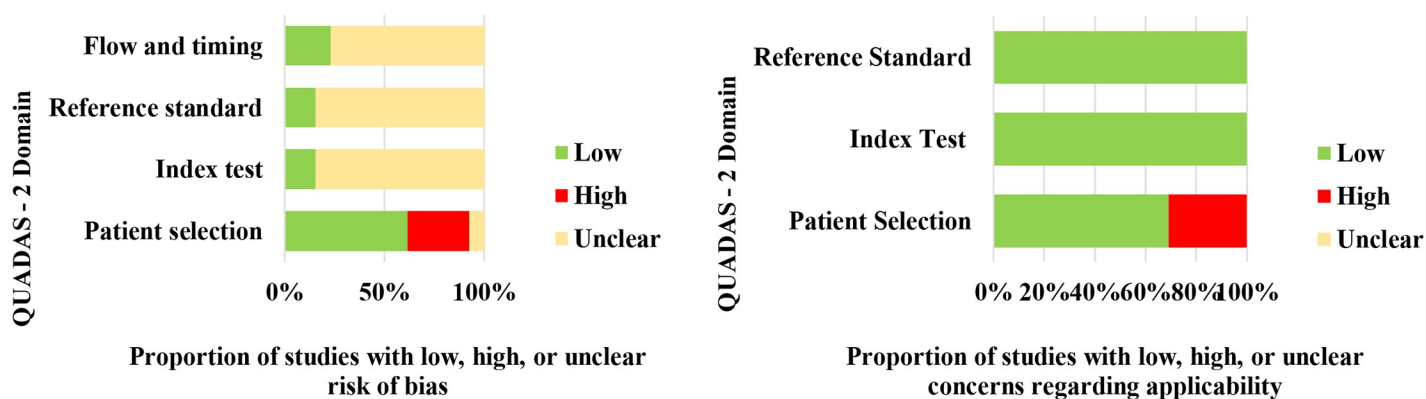 QUADAS - 2 Domain
Flow and timing
Reference standard
Index test
Patient selection
0% 50% 100%
Low
High
Unclear
Proportion of studies with low, high, or unclear
risk of bias
QUADAS - 2 Domain
Reference Standard
Index Test
Patient Selection
0% 20% 40% 60% 80% 100%
Low
High
Unclear
Proportion of studies with low, high, or unclear
concerns regarding applicability